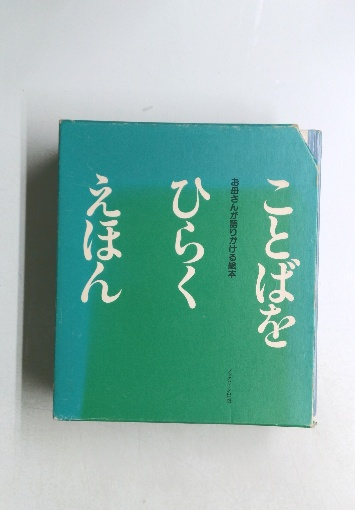 ことばを
お母さんが語りかける絵本
ひらく
えほん